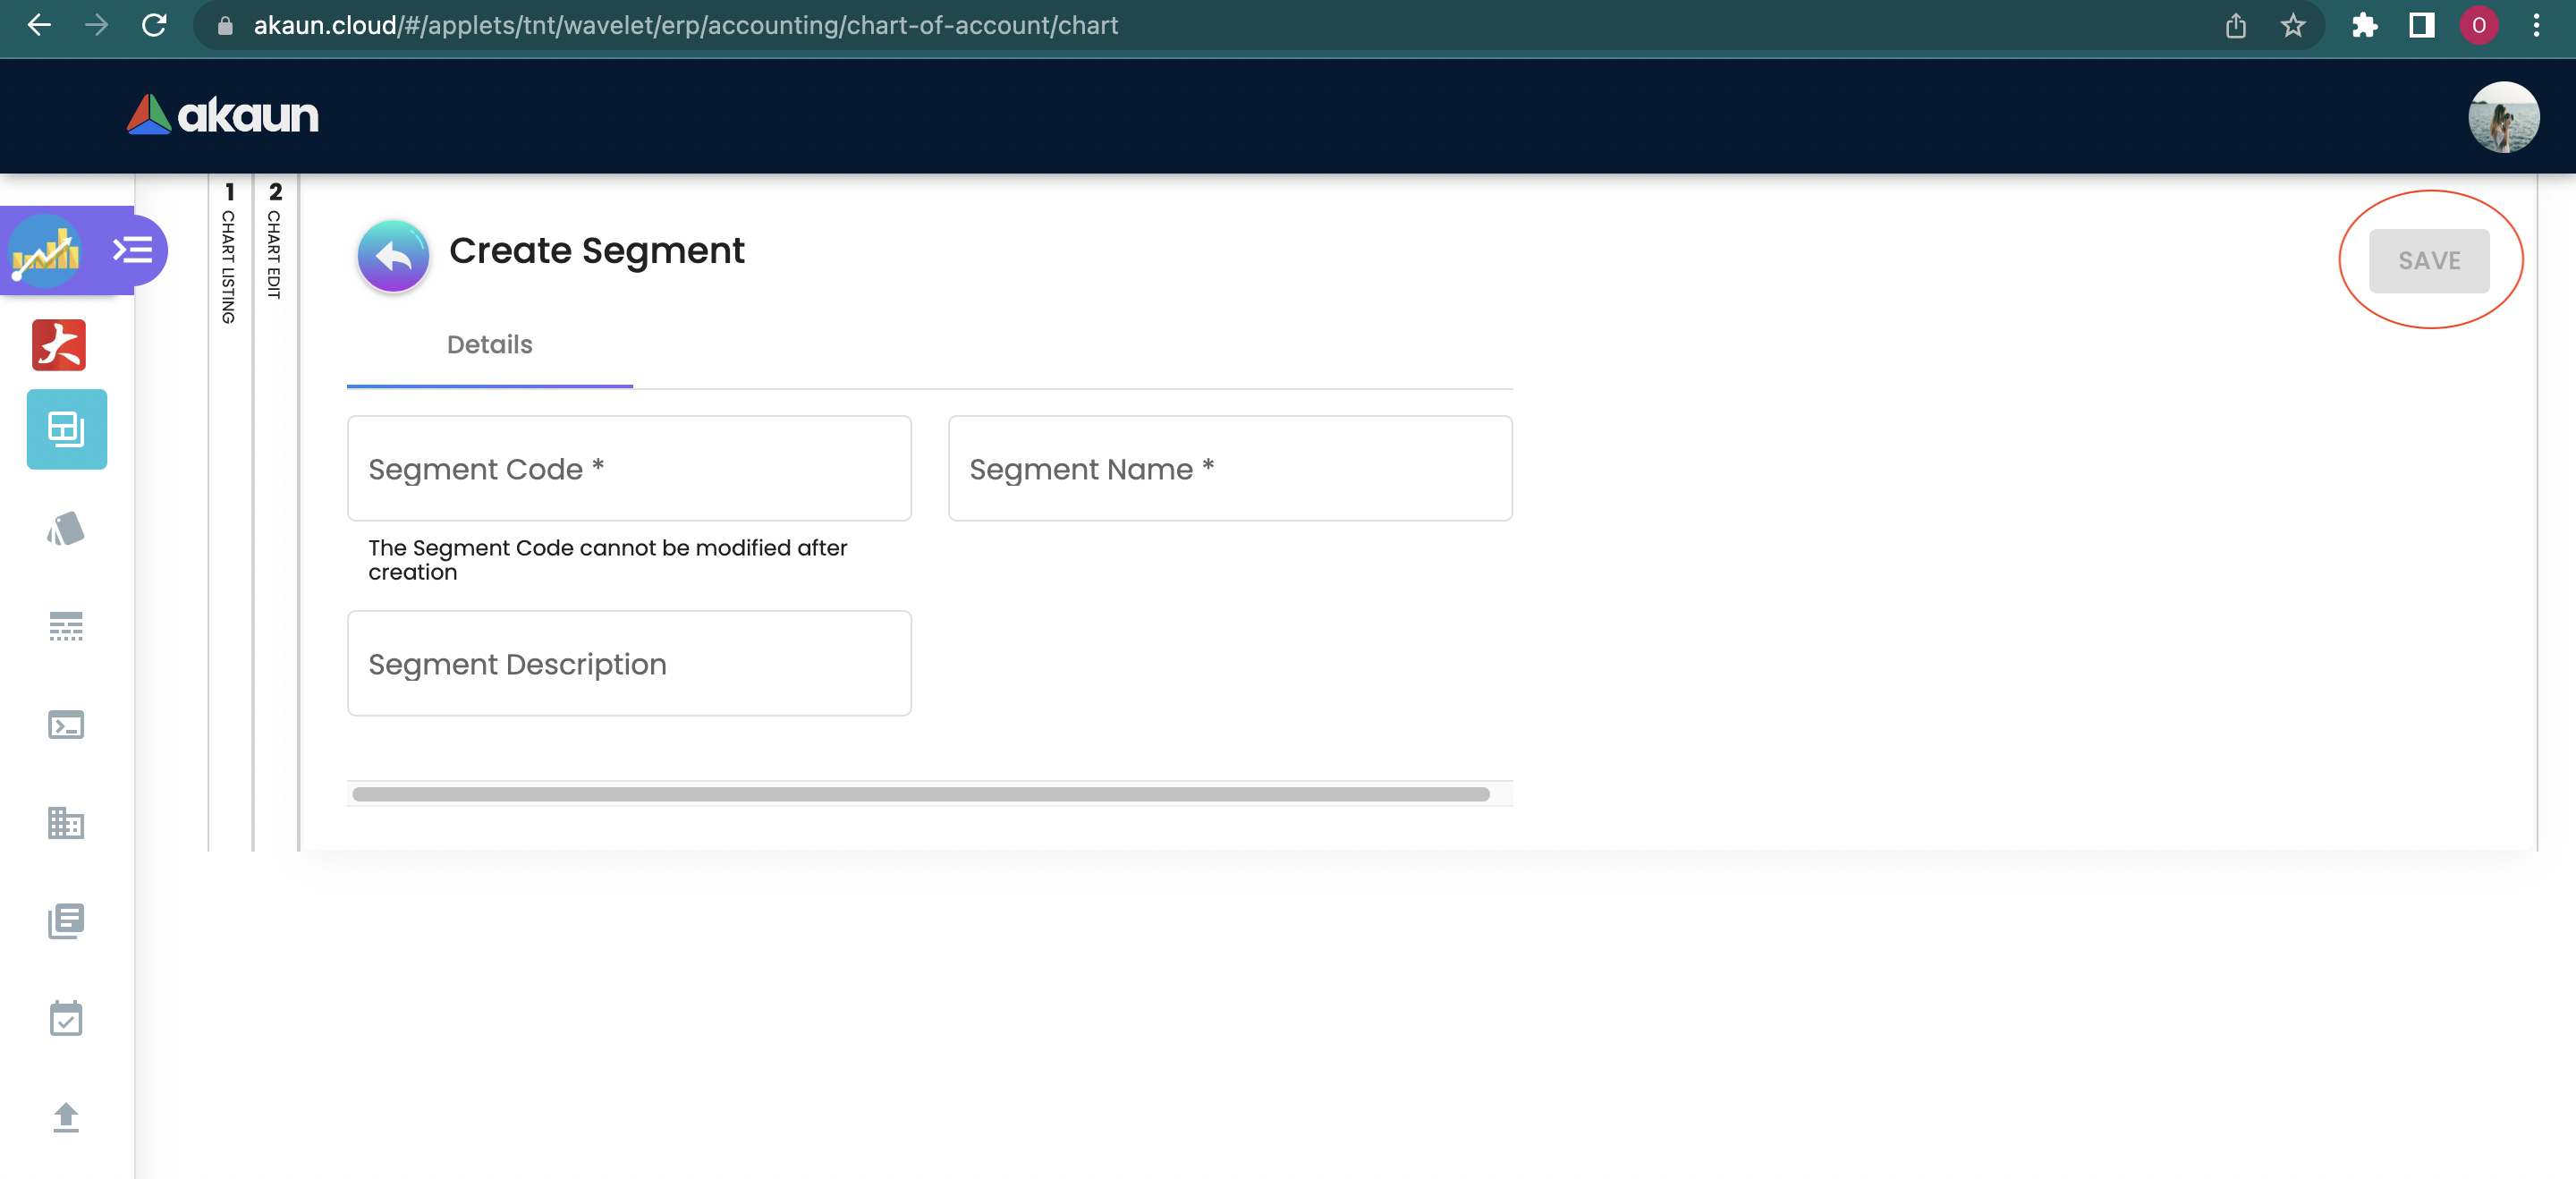 akaun.cloud/#/applets/tnt/wavelet/erp/accounting/chart-of-account/chart
O
akaun
1 CHART LISTING
2 CHART EDIT
Create Segment
SAVE
Details
Segment Code *
Segment Name *
The Segment Code cannot be modified after
creation
Segment Description